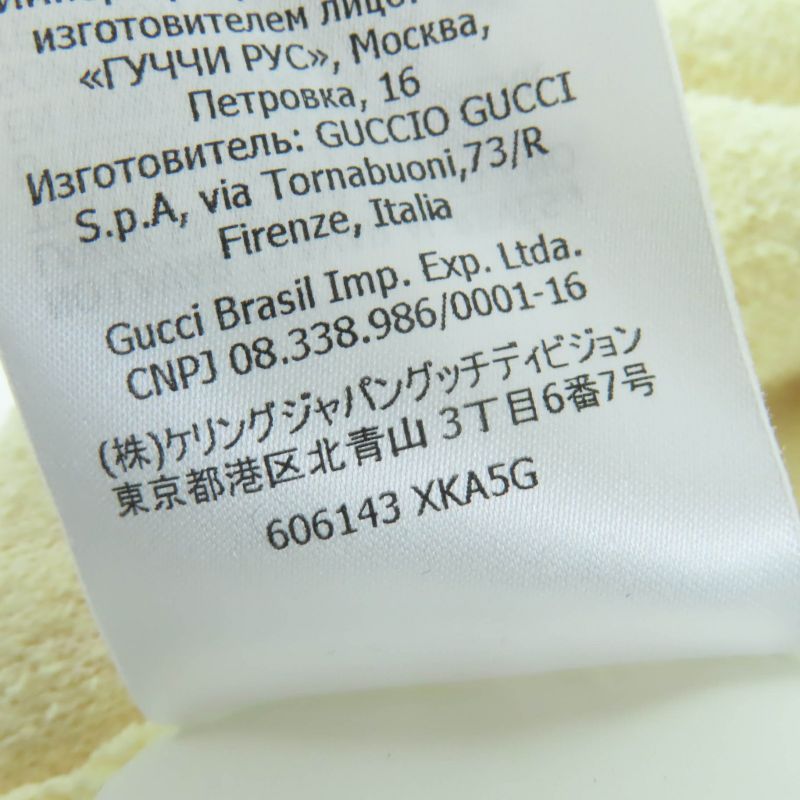 изготовителем лицо:
«ГУЧЧИ РУС», Москва,
Петровка, 16
Изготовитель: GUCCIO GUCCI
S.p.A, via Tornabuoni,73/R
Firenze, Italia
Gucci Brasil Imp. Exp. Ltda.
CNPJ 08.338.986/0001-16
(株)ケリングジャパングッチディビジョン
東京都港区北青山 3丁目6番7号
606143 XKA5G